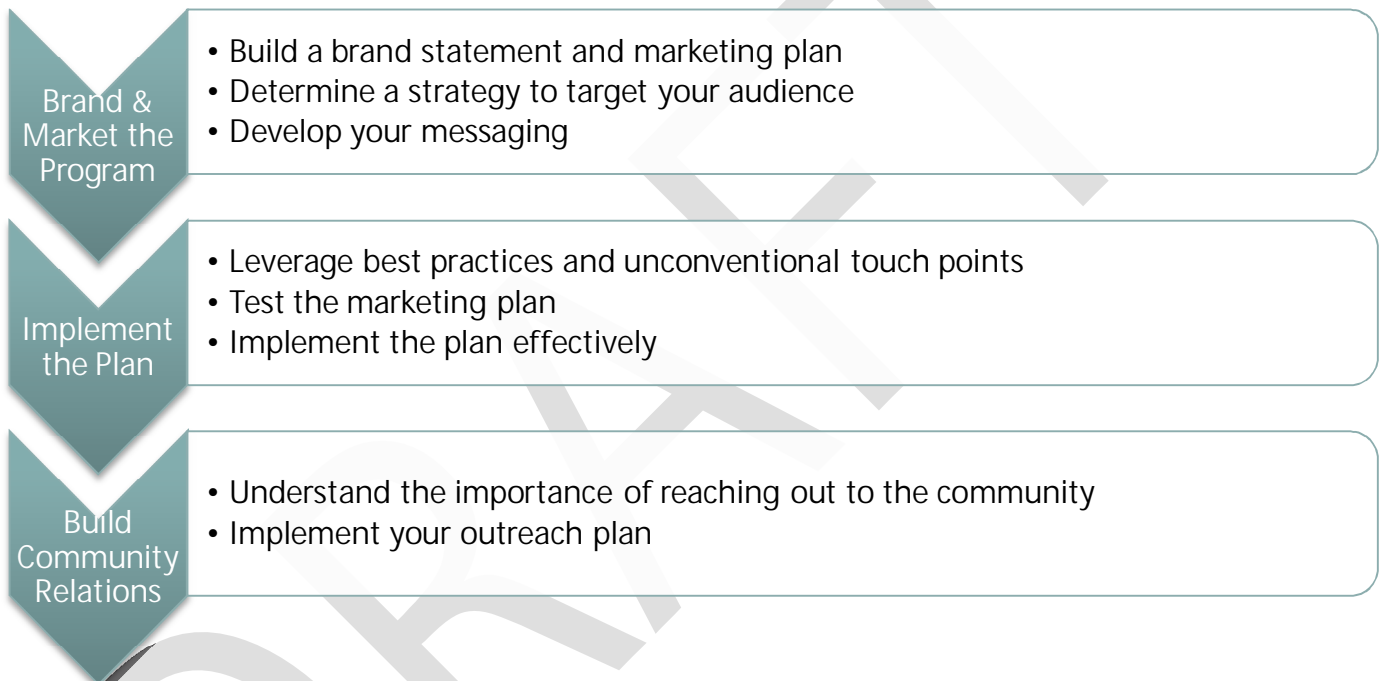 Brand &
Market the
Program
• Build a brand statement and marketing plan
• Determine a strategy to target your audience
• Develop your messaging
Implement
the Plan
• Leverage best practices and unconventional touch points
• Test the marketing plan
• Implement the plan effectively
Build
Community
Relations
• Understand the importance of reaching out to the community
• Implement your outreach plan
DRAFT